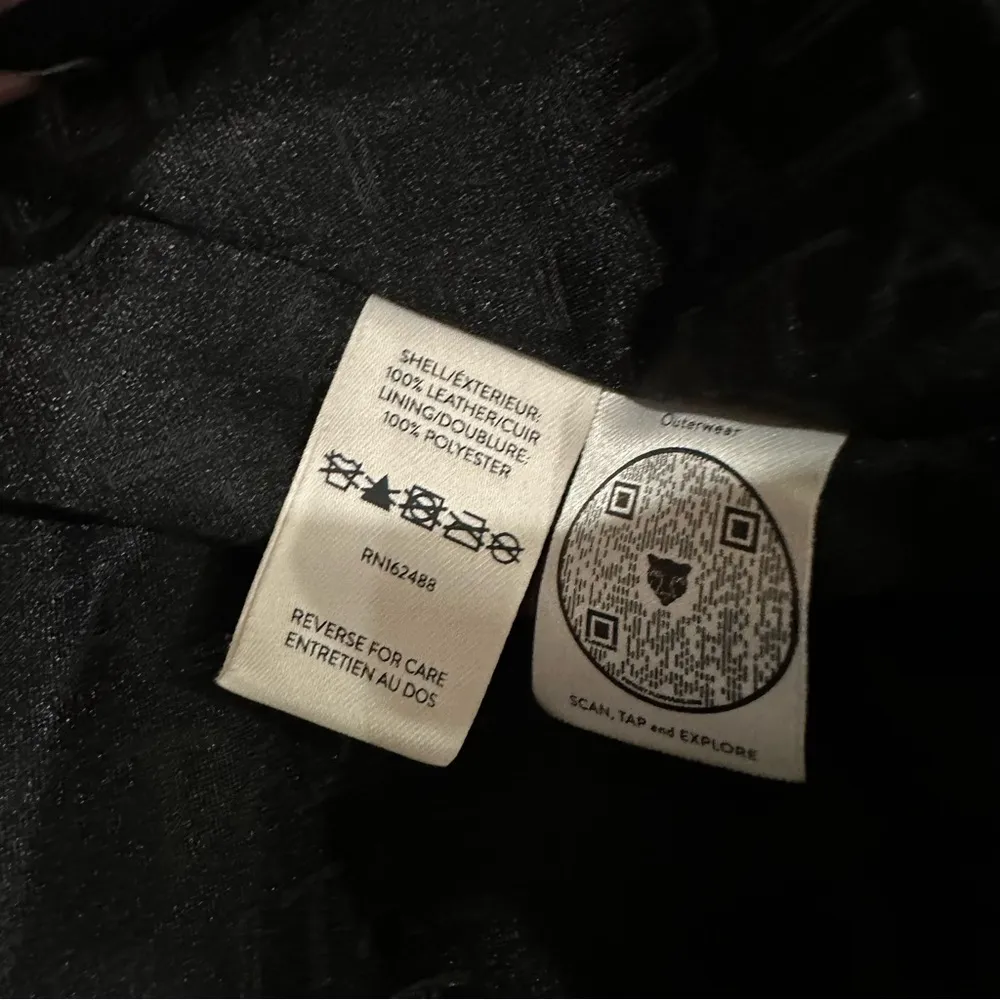 SHELL/ÉXTERIEUR:
100% LEATHER/CUIR
LINING/DOUBLURE:
100% POLYESTER
RN162488
REVERSE FOR CARE
ENTRETIEN AU DOS
Outerwear
SCAN, TAP and EXPLORE